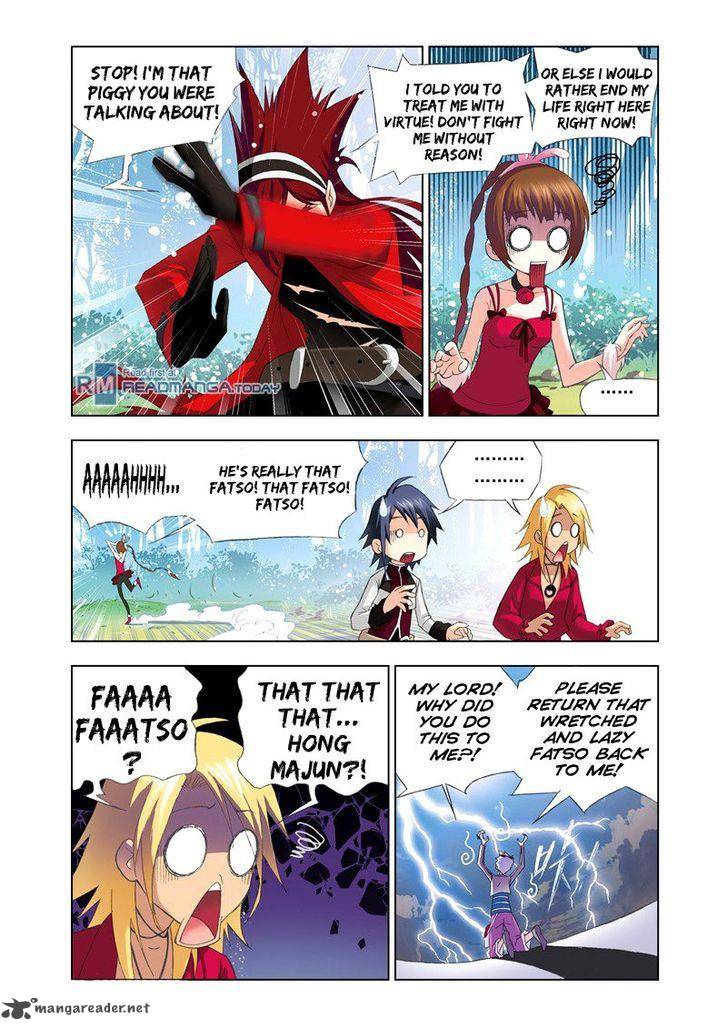 STOP! I'M THAT
PIGGY YOU WERE
TALKING ABOUT!
I TOLD YOU TO
TREAT ME WITH
VIRTUE! DON'T FIGHT
ME WITHOUT
REASON!
OR ELSE I WOULD
RATHER END MY
LIFE RIGHT HERE
RIGHT NOW!
......
Read first at
RM READMANGA.TODAY
AAAAAHHHH,,,
HE'S REALLY THAT
FATSO! THAT FATSO!
FATSO!
.........
.........
FAAAA
FAAATSO
?
THAT THAT
THAT...
HONG
MAJUN?!
MY LORD!
WHY DID
YOU DO
THIS TO
ME?!
PLEASE
RETURN THAT
WRETCHED
AND LAZY
FATSO BACK
TO ME!
mangareader.net